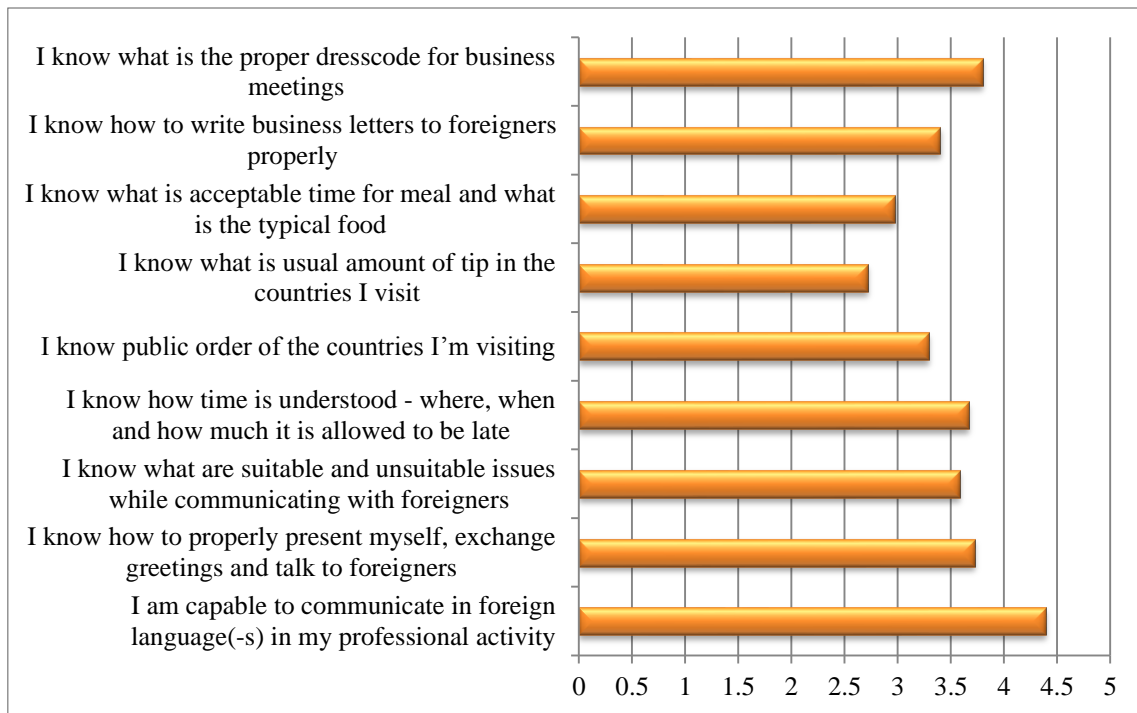 I know what is the proper dresscode for business
meetings
I know how to write business letters to foreigners
properly
I know what is acceptable time for meal and what
is the typical food
I know what is usual amount of tip in the
countries I visit
I know public order of the countries I'm visiting
I know how time is understood - where, when
and how much it is allowed to be late
I know what are suitable and unsuitable issues
while communicating with foreigners
I know how to properly present myself, exchange
greetings and talk to foreigners
I am capable to communicate in foreign
language(-s) in my professional activity
0 0.5 1 1.5 2 2.5 3 3.5 4 4.5 5